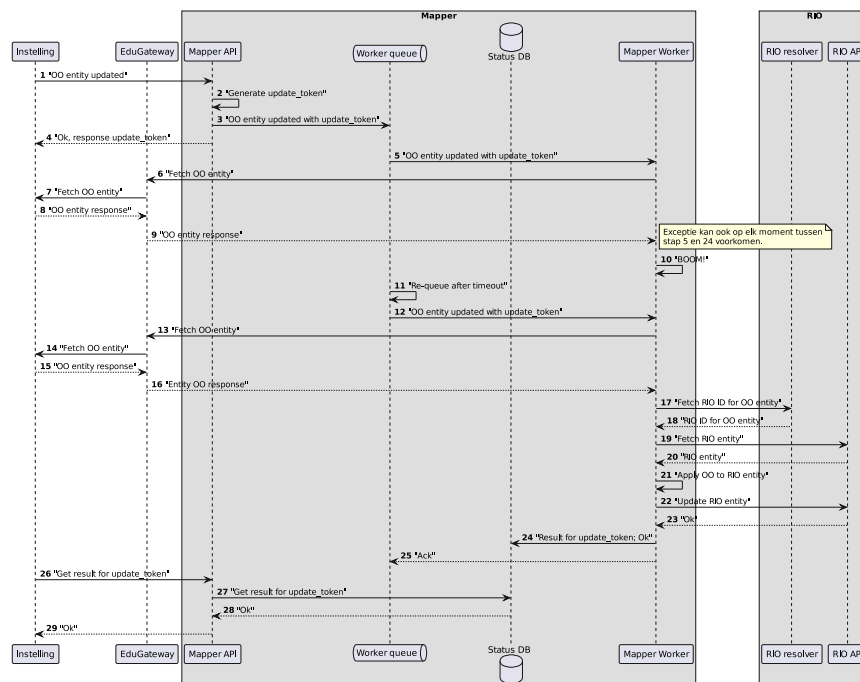 Mapper
RIO
Instelling
EduGateway
Mapper API
Worker queue
Status DB
Mapper Worker
RIO resolver
RIO AP
1 "OO entity updated"
2 "Generate update_token"
3 "OO entity updated with update_token"
4 "Ok, response update_token"
5 "OO entity updated with update_token"
6 "Fetch OO entity"
7 "Fetch OO entity"
8 "OO entity response"
9 "OO entity response"
Exceptie kan ook op elk moment tussen
stap 5 en 24 voorkomen.
10 "BOOM!"
11 "Re-queue after timeout"
12 "OO entity updated with update_token"
13 "Fetch OO entity"
14 "Fetch OO entity"
15 "OO entity response"
16 "Entity OO response"
17 "Fetch RIO ID for OO entity"
18 "RIO ID for OO entity"
19 "Fetch RIO entity"
20 "RIO entity"
21 "Apply OO to RIO entity"
22 "Update RIO entity"
23 "Ok"
24 "Result for update_token; Ok"
25 "Ack"
26 "Get result for update_token"
27 "Get result for update_token"
28 "Ok"
29 "Ok"
Instelling
EduGateway
Mapper API
Worker queue
Status DB
Mapper Worker
RIO resolver
RIO AP